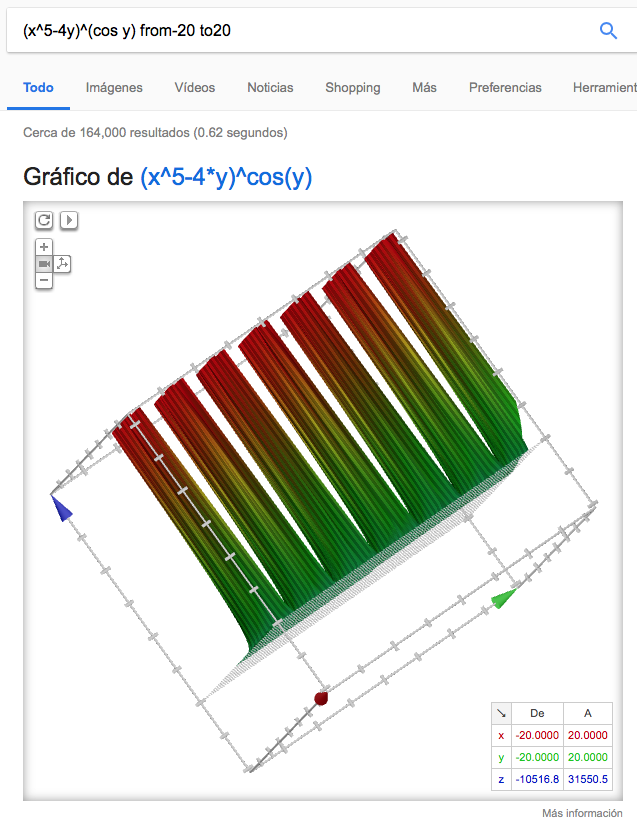 (x^5-4y)^(cos y) from-20 to20
Todo Imágenes Vídeos Noticias Shopping Más Preferencias Herramient
Cerca de 164,000 resultados (0.62 segundos)
Gráfico de (x^5-4*y)^cos(y)
De A
x -20.0000 20.0000
y -20.0000 20.0000
z -10516.8 31550.5
Más información